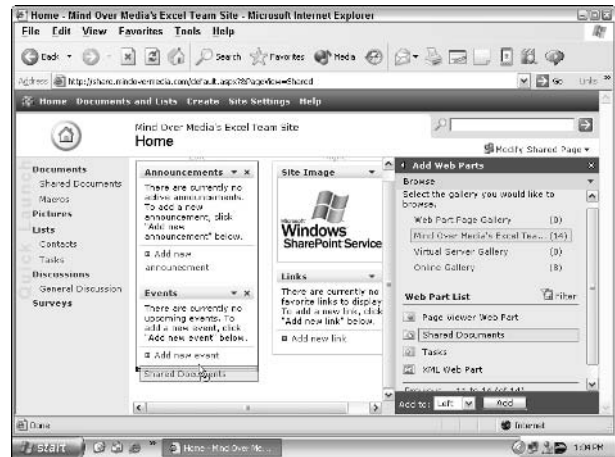 Home - Mind Over Media's Excel Team Site - Microsoft Internet Explorer
File Edit View Favorites Tools Help
Back Search Favorites Media
Address http://share.mindovermedia.com/default.aspx?&PageView=Shared Go Links »
Home Documents and Lists Create Site Settings Help
Mind Over Media's Excel Team Site
Home
Modify Shared Page
Documents
Shared Documents
Macros
Pictures
Lists
Contacts
Tasks
Discussions
General Discussion
Surveys
Announcements
There are currently no
active announcements.
To add a new
announcement, click
"Add new
announcement" below.
Add new
announcement
Events
There are currently no
upcoming events. To
add a new event, click
"Add new event" below.
Add new event
Shared Documents
Site Image
Microsoft
Windows
SharePoint Service
Links
There are currently no
favorite links to display
To add a new link, click
"Add new link" below.
Add new link
Add Web Parts
Browse
Select the gallery you would like to
browse.
Web Part Page Gallery (0)
Mind Over Media's Excel Tea... (14)
Virtual Server Gallery (0)
Online Gallery (8)
Web Part List Filter
Page Viewer Web Part
Shared Documents
Tasks
XML Web Part
Add to: Left Add
Done Internet
start Home - Mind Over Me... 1:04 PM